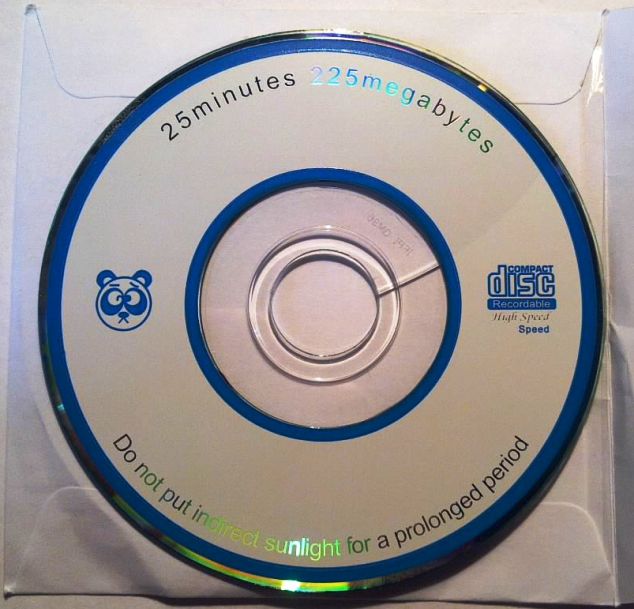 25minutes 225megabytes
COMPACT
disc
Recordable
High Speed
Speed
Do not put indirect sunlight for a prolonged period